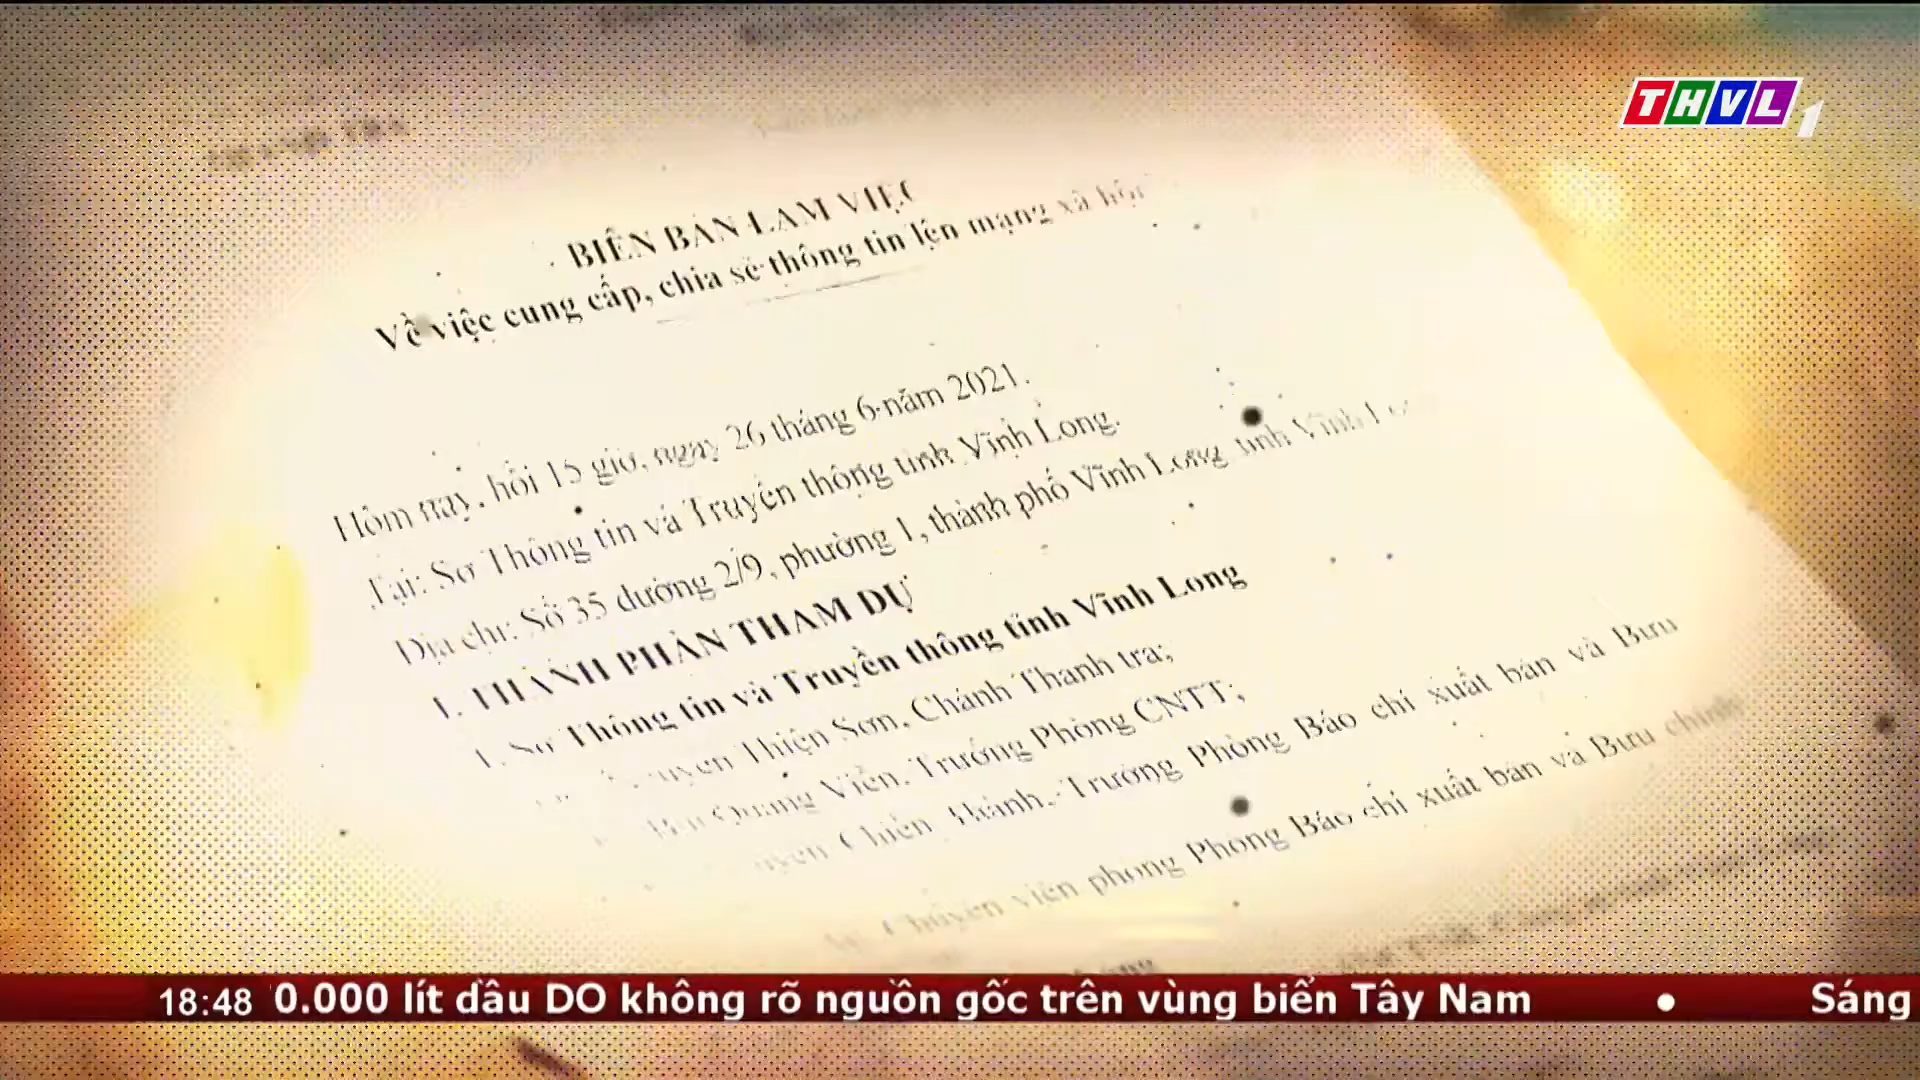 THVL 1
BIÊN BẢN LÀM VIỆC
Về việc cung cấp, chia sẻ thông tin lên mạng xã hội
Hôm nay, hồi 15 giờ, ngày 26 tháng 6 năm 2021.
Tại: Sở Thông tin và Truyền thông tỉnh Vĩnh Long.
Địa chỉ: Số 35 đường 2/9, phường 1, thành phố Vĩnh Long, tỉnh Vĩnh Long
I. THÀNH PHẦN THAM DỰ
1. Sở Thông tin và Truyền thông tỉnh Vĩnh Long
Thiện Sơn, Chánh Thanh tra;
Quang Viễn, Trưởng Phòng CNTT;
Thành, Trưởng Phòng Báo chí xuất bản và Bưu
Chuyên viên phòng Phòng Báo chí xuất bản và Bưu chính
18:48 0.000 lít dầu DO không rõ nguồn gốc trên vùng biển Tây Nam • Sáng